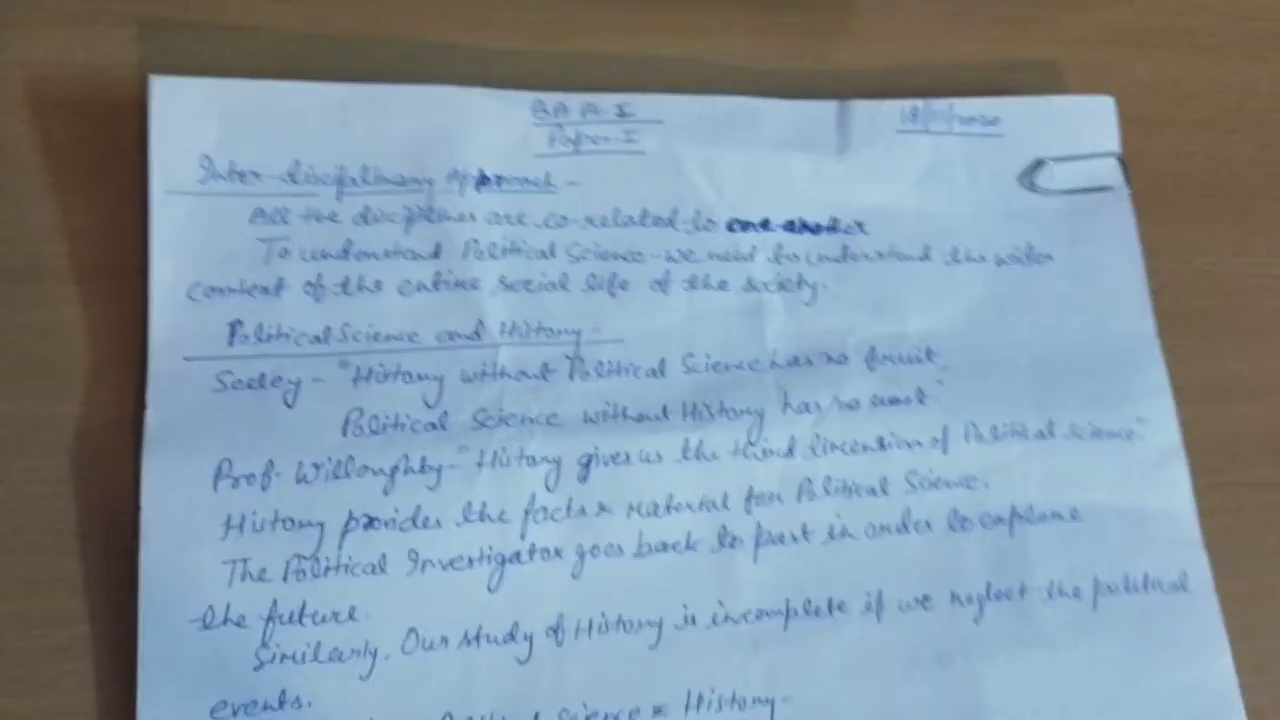 BA P-I
Paper-I
18/11/2020
Inter-disciplinary Approach -
All the disciplines are co-related to one another
To understand Political Science - we need to understand the wider
context of the entire social life of the society.
Political Science and History -
Seeley - "History without Political Science has no fruit
Political Science without History has no root"
Prof. Willoughby - "History gives us the third dimension of Political Science"
History provides the facts & material for Political Science.
The Political Investigator goes back to past in order to explore
the future.
Similarly, Our study of History is incomplete if we neglect the political
events.
Science & History -